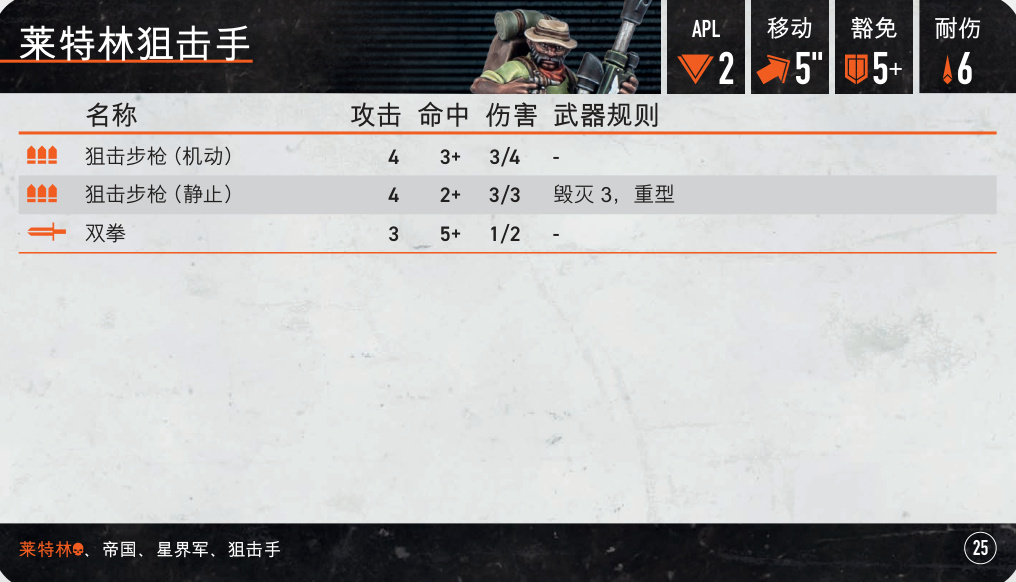 莱特林狙击手
APL 移动 豁免 耐伤
2 5" 5+ 6
名称 攻击 命中 伤害 武器规则
狙击步枪（机动） 4 3+ 3/4 -
狙击步枪（静止） 4 2+ 3/3 毁灭 3，重型
双拳 3 5+ 1/2 -
莱特林、帝国、星界军、狙击手
25